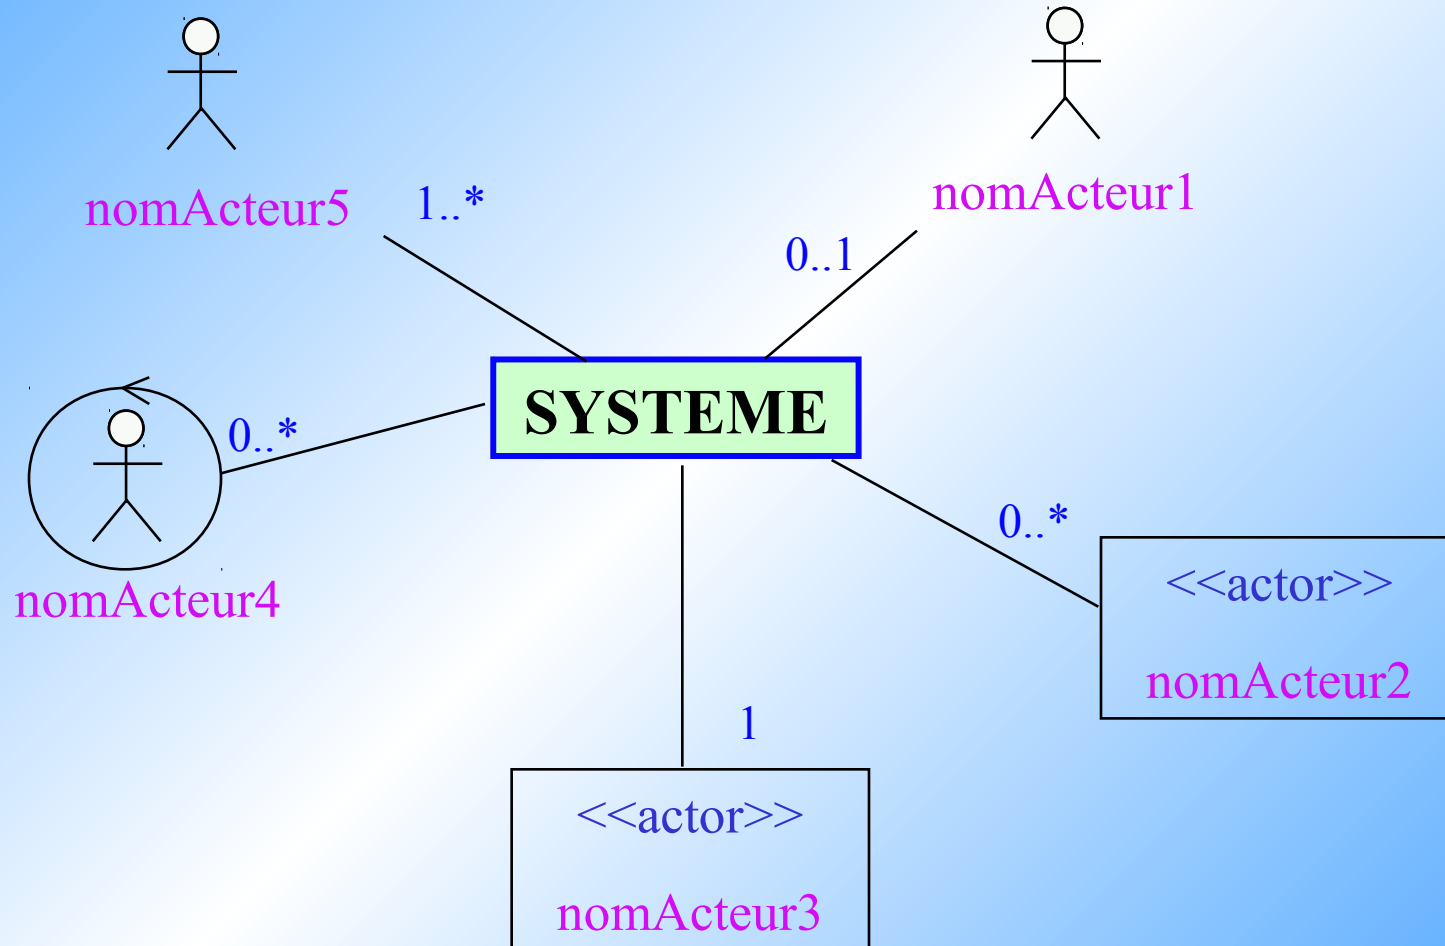 nomActeur1
nomActeur5
1..*
0..1
SYSTEME
0..*
nomActeur4
0..*
<<actor>>
nomActeur2
1
<<actor>>
nomActeur3